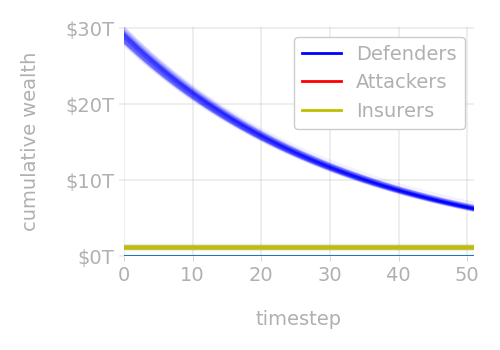 $30T
$20T
$10T
$0T
cumulative wealth
Defenders
Attackers
Insurers
0 10 20 30 40 50
timestep